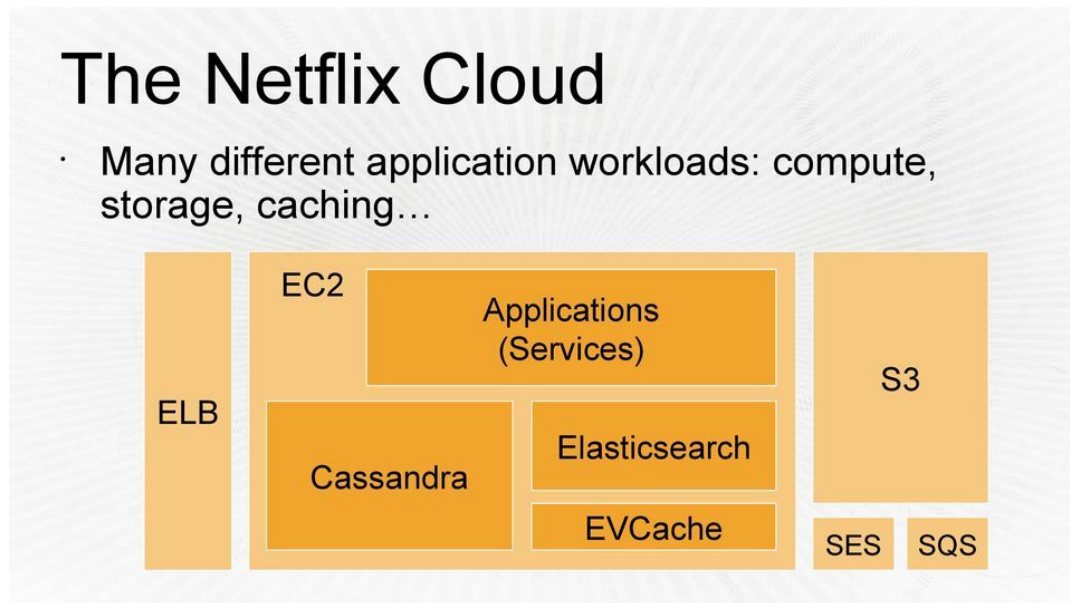 The Netflix Cloud
• Many different application workloads: compute,
storage, caching…
ELB
EC2
Applications
(Services)
Cassandra
Elasticsearch
EVCache
S3
SES
SQS